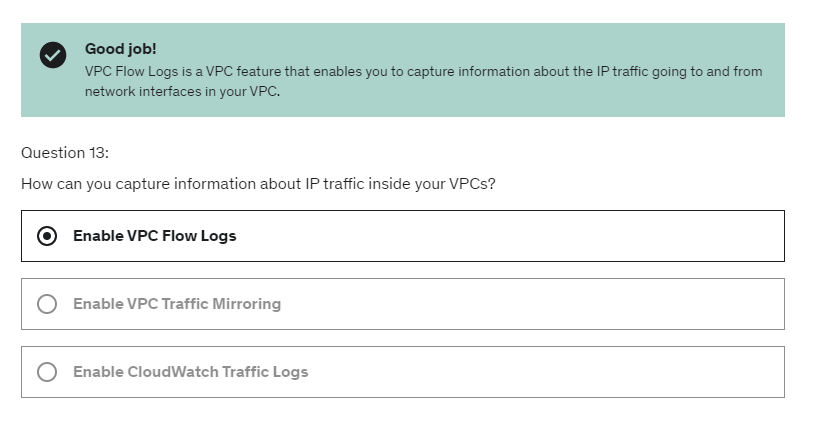 Good job!
VPC Flow Logs is a VPC feature that enables you to capture information about the IP traffic going to and from
network interfaces in your VPC.
Question 13:
How can you capture information about IP traffic inside your VPCs?
Enable VPC Flow Logs
Enable VPC Traffic Mirroring
Enable CloudWatch Traffic Logs